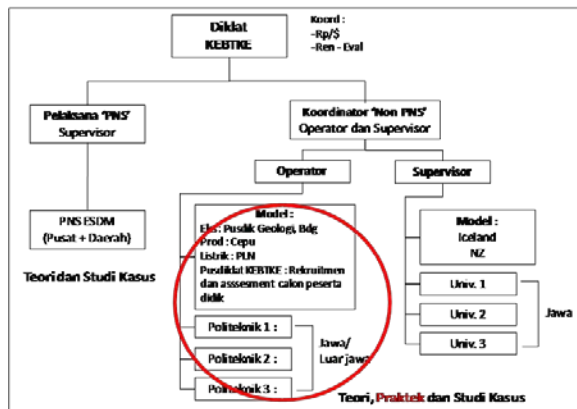 Diklat
KEBTKE
Koord :
-Rp/$
-Ren - Eval
Pelaksana 'PNS'
Supervisor
Koordinator 'Non PNS'
Operator dan Supervisor
Operator
Supervisor
PNS ESDM
(Pusat + Daerah)
Teori dan Studi Kasus
Model :
Eks : Pusdik Geologi, Bdg
Prod : Cepu
Listrik : PLN
Pusdiklat KEBTKE : Rekruitmen
dan asssesment calon peserta
didik
Politeknik 1 :
Politeknik 2 :
Politeknik 3 :
Jawa/
Luar jawa
Model :
Iceland
NZ
Univ. 1
Univ. 2
Univ. 3
Jawa
Teori, Praktek dan Studi Kasus